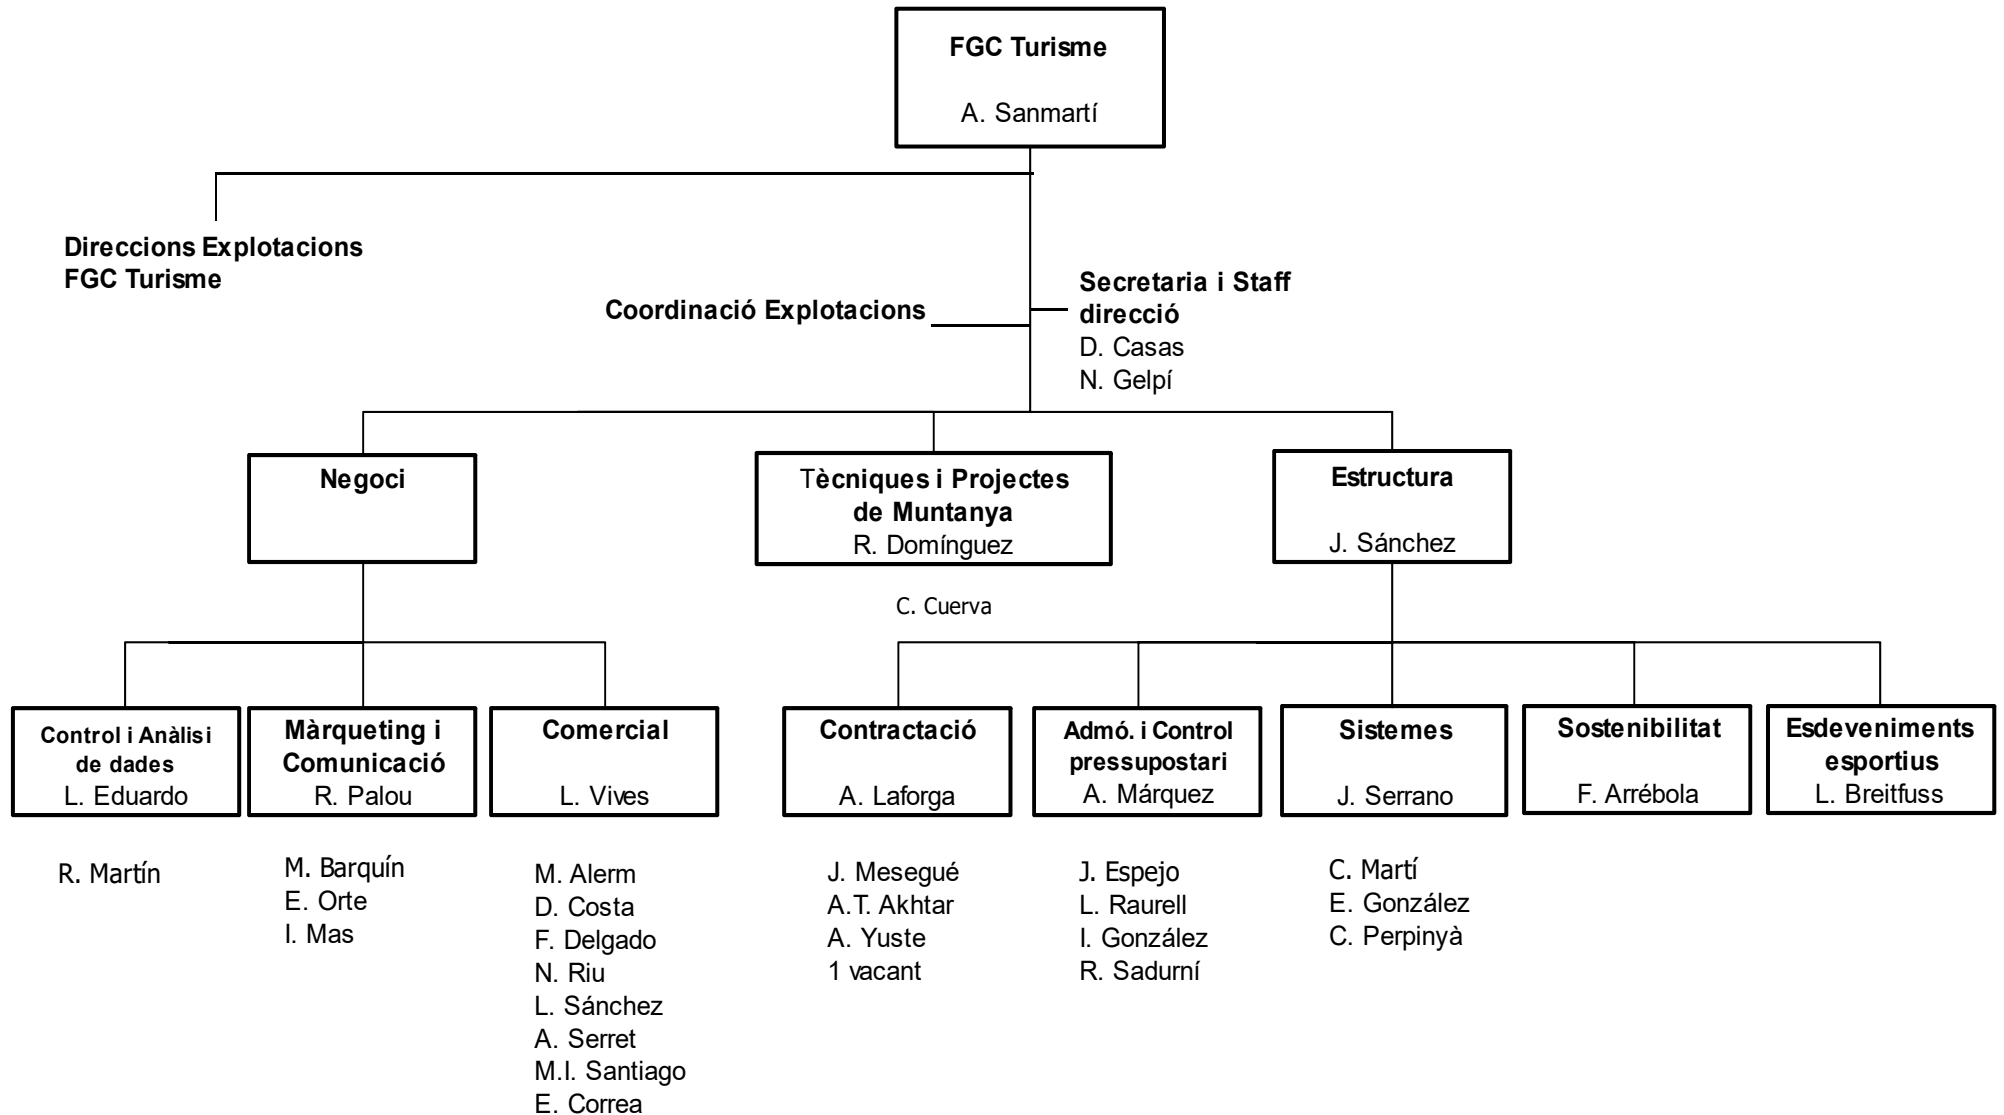 FGC Turisme
A. Sanmartí
Direccions Explotacions
FGC Turisme
Coordinació Explotacions
Secretaria i Staff
direcció
D. Casas
N. Gelpí
Negoci
Tècniques i Projectes
de Muntanya
R. Domínguez
C. Cuerva
Estructura
J. Sánchez
Control i Anàlisi
de dades
L. Eduardo
R. Martín
Màrqueting i
Comunicació
R. Palou
M. Barquín
E. Orte
I. Mas
Comercial
L. Vives
M. Alerm
D. Costa
F. Delgado
N. Riu
L. Sánchez
A. Serret
M.I. Santiago
E. Correa
Contractació
A. Laforga
J. Mesegué
A.T. Akhtar
A. Yuste
1 vacant
Admó. i Control
pressupostari
A. Márquez
J. Espejo
L. Raurell
I. González
R. Sadurní
Sistemes
J. Serrano
C. Martí
E. González
C. Perpinyà
Sostenibilitat
F. Arrébola
Esdeveniments
esportius
L. Breitfuss